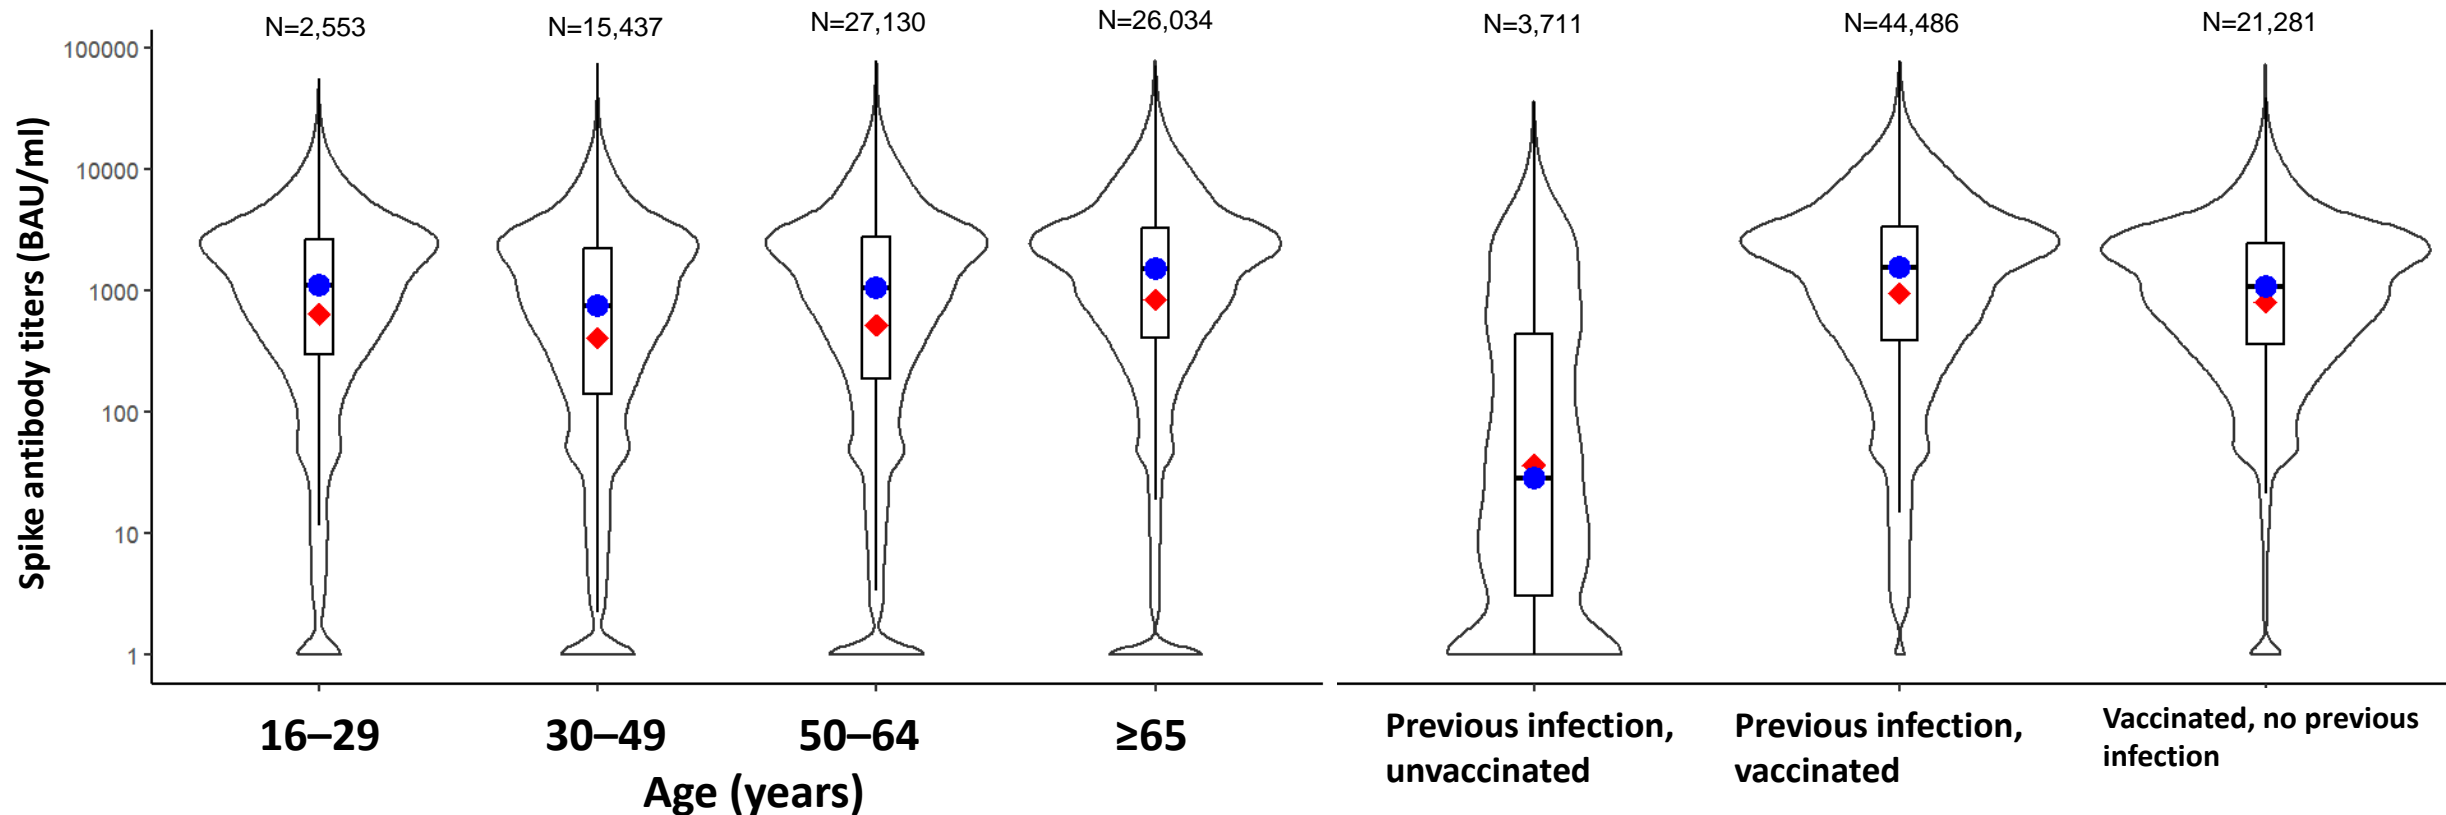 N=2,553
N=15,437
N=27,130
N=26,034
N=3,711
N=44,486
N=21,281
Spike antibody titers (BAU/ml)
100000
10000
1000
100
10
1
16–29
30–49
50–64
≥65
Age (years)
Previous infection,
unvaccinated
Previous infection,
vaccinated
Vaccinated, no previous
infection